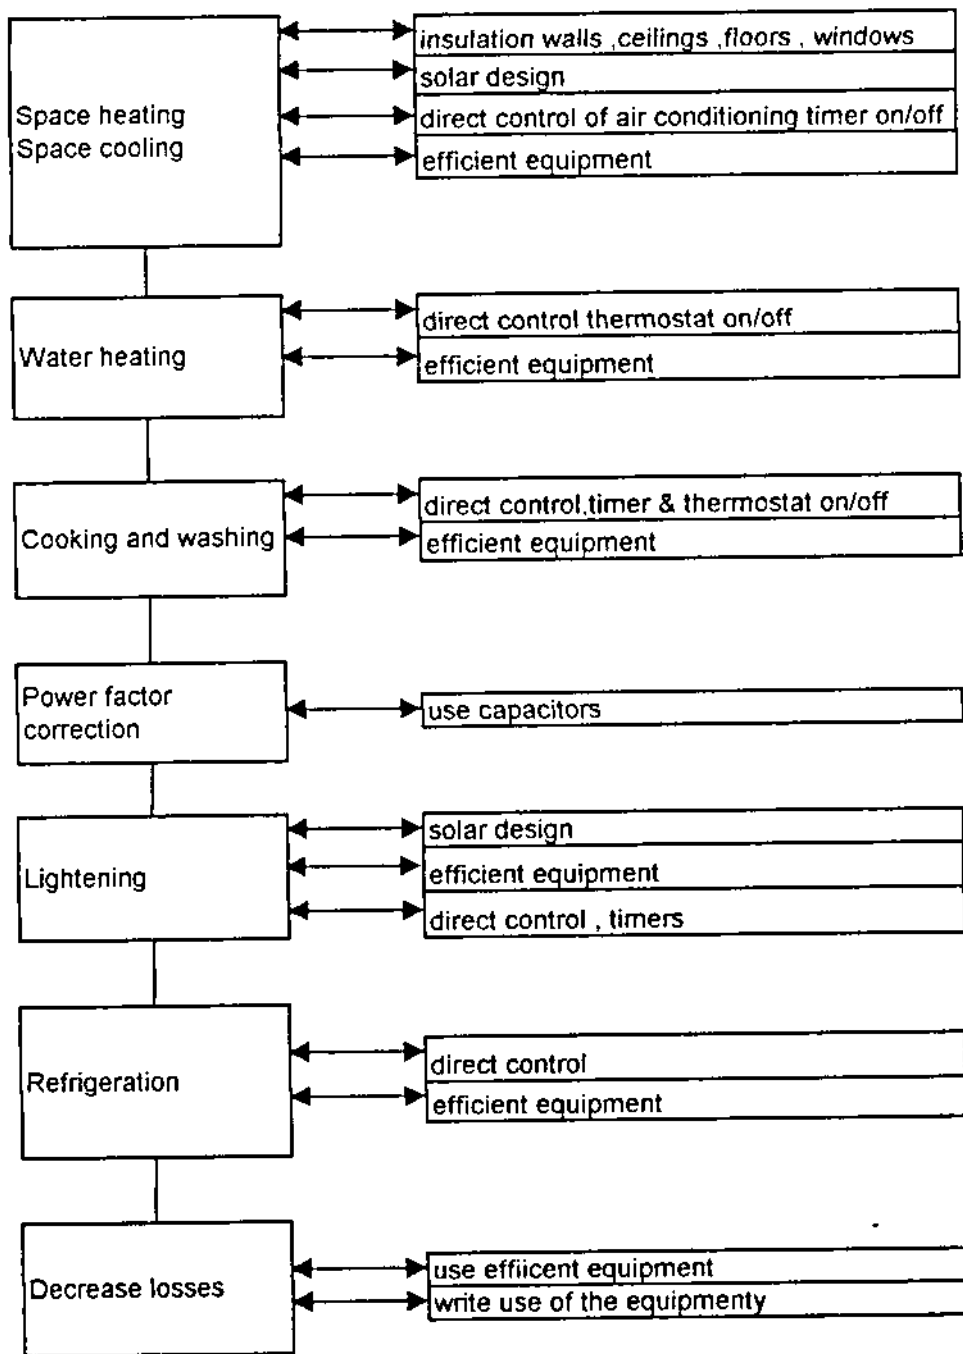 Space heating
Space cooling
insulation walls ,ceilings ,floors , windows
solar design
direct control of air conditioning timer on/off
efficient equipment
Water heating
direct control thermostat on/off
efficient equipment
Cooking and washing
direct control,timer & thermostat on/off
efficient equipment
Power factor
correction
use capacitors
Lightening
solar design
efficient equipment
direct control , timers
Refrigeration
direct control
efficient equipment
Decrease losses
use effiicent equipment
write use of the equipmenty